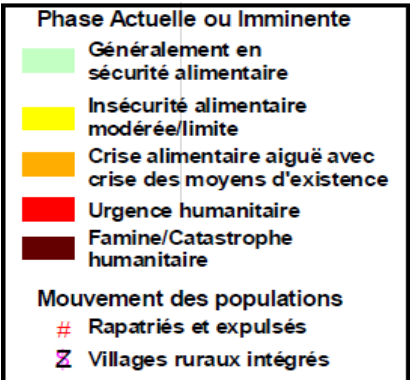 Phase Actuelle ou Imminente
Généralement en
sécurité alimentaire
Insécurité alimentaire
modérée/limite
Crise alimentaire aiguë avec
crise des moyens d'existence
Urgence humanitaire
Famine/Catastrophe
humanitaire
Mouvement des populations
# Rapatriés et expulsés
Villages ruraux intégrés